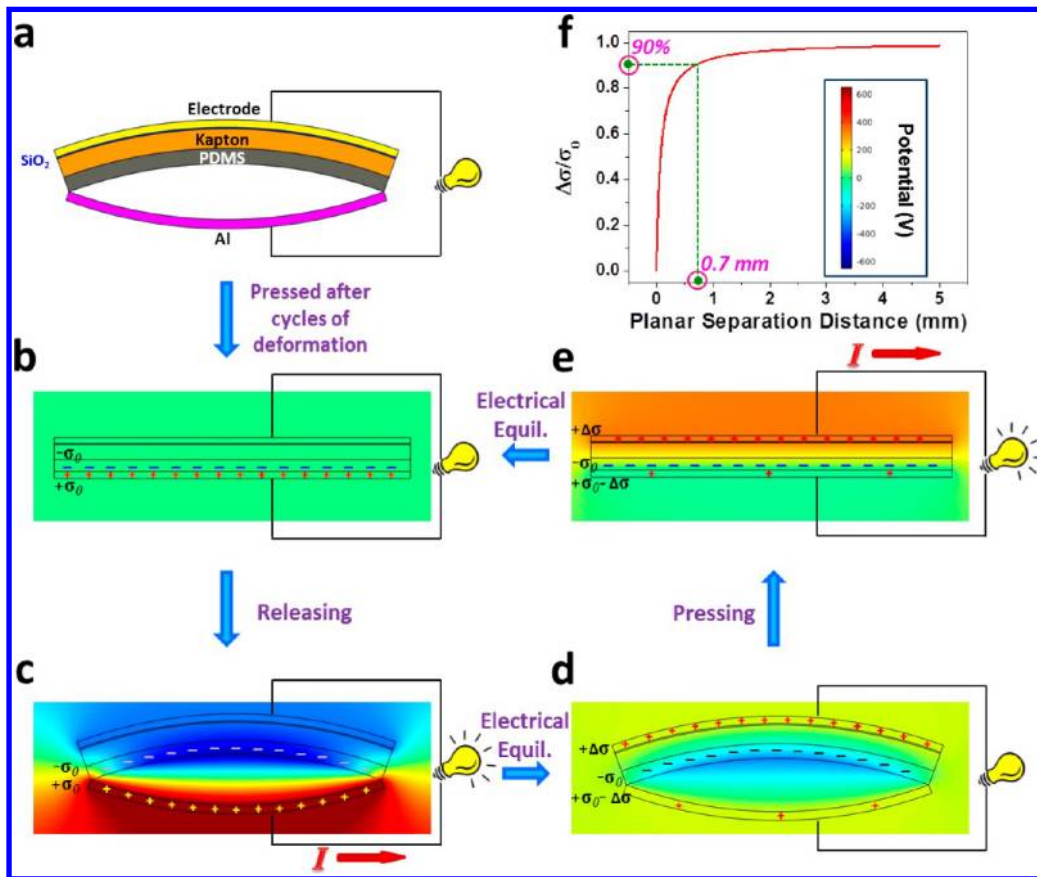 a
Electrode
SiO₂
Kapton
PDMS
Al
Pressed after
cycles of
deformation
f
90%
1.0
0.8
0.6
0.4
0.2
0.0
Δσ/σ₀
0.7 mm
0 1 2 3 4 5
Planar Separation Distance (mm)
600
400
200
0
-200
-400
-600
Potential (V)
b
-σ₀
+σ₀
Electrical
Equil.
e
I
+Δσ
-σ₀
+σ₀- Δσ
Releasing
Pressing
c
-σ₀
+σ₀
I
Electrical
Equil.
d
+Δσ
-σ₀
+σ₀- Δσ